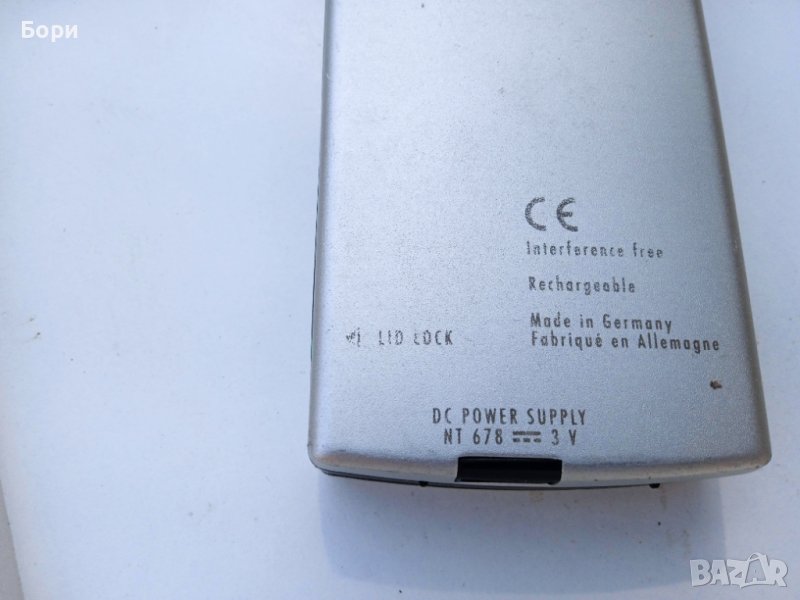 Бори
CE
Interference free
Rechargeable
Made in Germany
Fabriqué en Allemagne
LID LOCK
DC POWER SUPPLY
NT 678 ⎓ 3 V
BAZAR